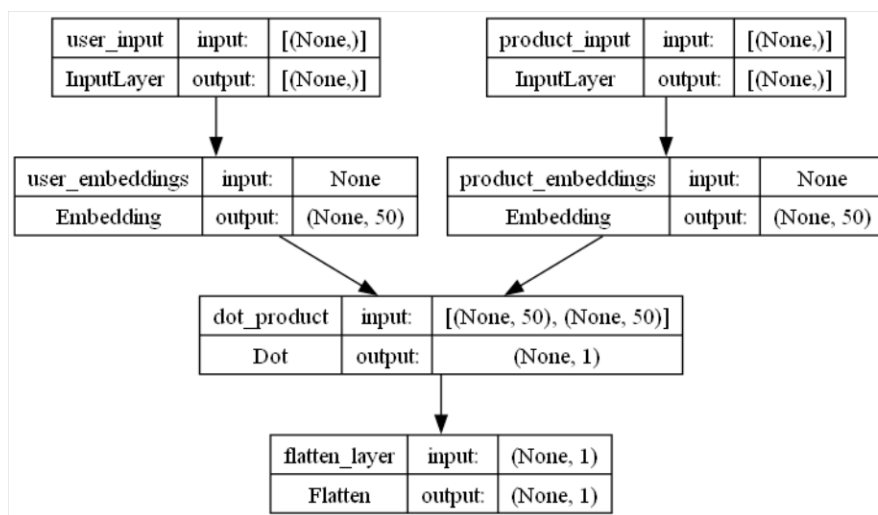 user_input input: [(None,)]
InputLayer output: [(None,)]
product_input input: [(None,)]
InputLayer output: [(None,)]
user_embeddings input: None
Embedding output: (None, 50)
product_embeddings input: None
Embedding output: (None, 50)
dot_product input: [(None, 50), (None, 50)]
Dot output: (None, 1)
flatten_layer input: (None, 1)
Flatten output: (None, 1)